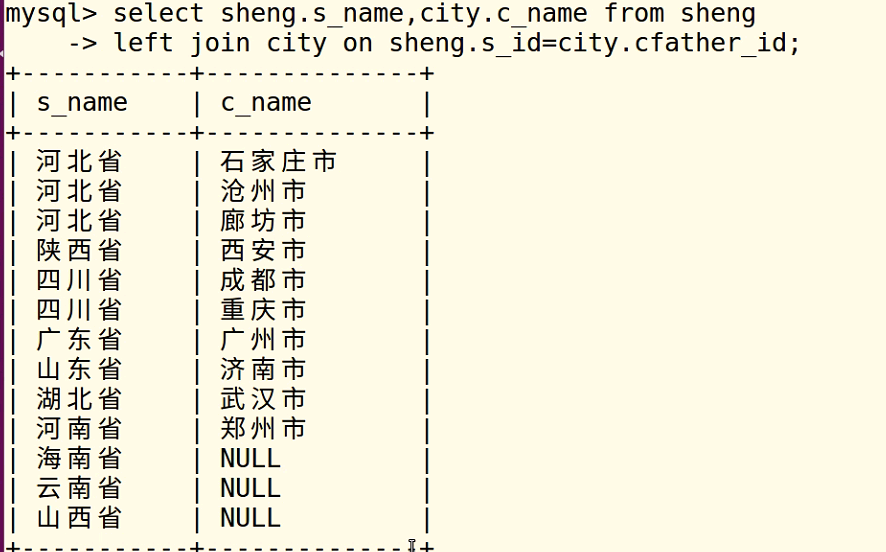 mysql> select sheng.s_name,city.c_name from sheng
    -> left join city on sheng.s_id=city.cfather_id;
+-----------+--------------+
| s_name    | c_name       |
+-----------+--------------+
| 河北省    | 石家庄市     |
| 河北省    | 沧州市       |
| 河北省    | 廊坊市       |
| 陕西省    | 西安市       |
| 四川省    | 成都市       |
| 四川省    | 重庆市       |
| 广东省    | 广州市       |
| 山东省    | 济南市       |
| 湖北省    | 武汉市       |
| 河南省    | 郑州市       |
| 海南省    | NULL         |
| 云南省    | NULL         |
| 山西省    | NULL         |
+-----------+--------------+